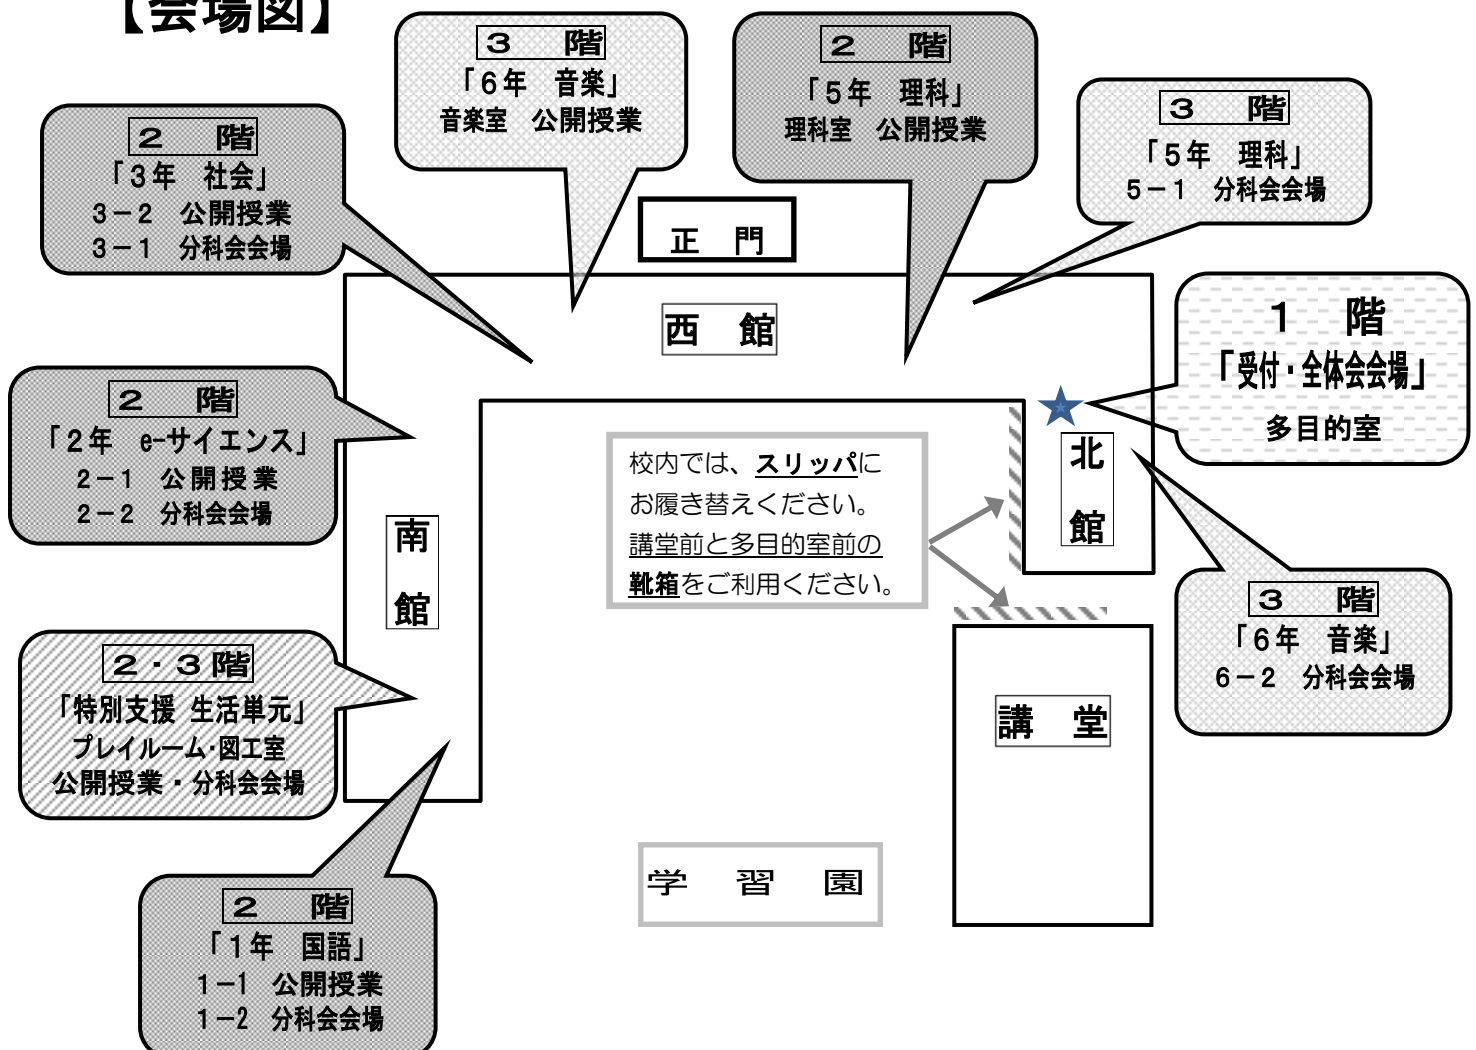 【会場図】
３　階
「６年　音楽」
音楽室　公開授業
２　階
「５年　理科」
理科室　公開授業
３　階
「５年　理科」
５－１　分科会会場
２　階
「３年　社会」
３－２　公開授業
３－１　分科会会場
正　門
西　館
１　階
「受付・全体会会場」
多目的室
２　階
「２年　e-サイエンス」
２－１　公開授業
２－２　分科会会場
校内では、スリッパに
お履き替えください。
講堂前と多目的室前の
靴箱をご利用ください。
北館
南館
３　階
「６年　音楽」
６－２　分科会会場
２・３階
「特別支援 生活単元」
プレイルーム・図工室
公開授業・分科会会場
講　堂
学　習　園
２　階
「１年　国語」
１－１　公開授業
１－２　分科会会場